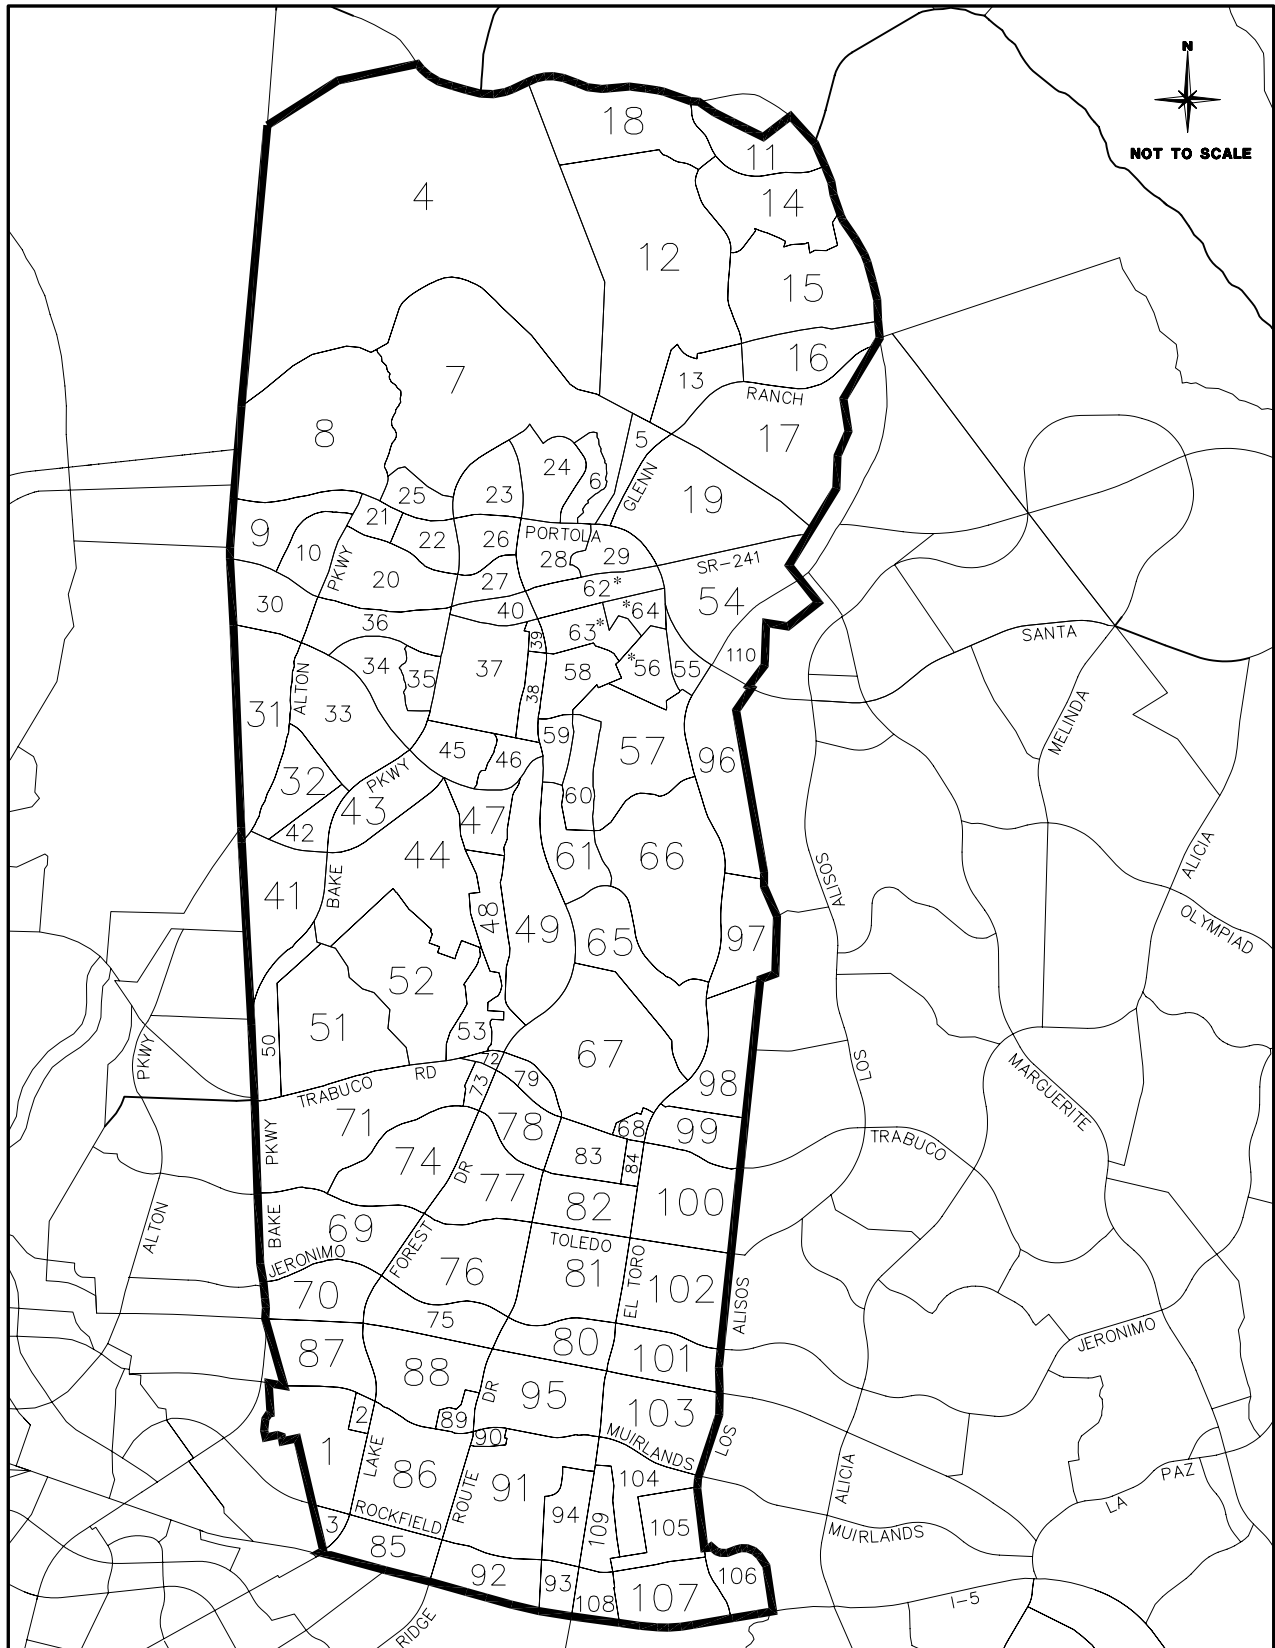 N
NOT TO SCALE
18
11
4
14
12
15
16
7
13
RANCH
8
5
17
24
GLENN
6
25
23
19
9
21
PORTOLA
10
22
26
28
29
SR-241
PKWY
20
27
62*
54
30
40
*64
36
63*
39
SANTA
34
35
37
58
*56
55
110
38
ALTON
31
33
MELINDA
59
45
46
57
96
32
PKWY
43
60
42
47
44
61
66
ALICIA
BAKE
ALISOS
41
48
49
65
97
OLYMPIAD
52
51
53
50
PKWY
72
67
LOS
RD
79
TRABUCO
73
98
MARGUERITE
71
78
68
99
PKWY
TRABUCO
74
83
84
DR
77
100
ALTON
BAKE
69
82
FOREST
TOLEDO
JERONIMO
76
81
EL TORO
102
70
ALISOS
75
80
JERONIMO
87
101
88
95
DR
103
2
89
90
MUIRLANDS
LOS
1
LAKE
86
91
104
ALICIA
PAZ
LA
ROUTE
ROCKFIELD
94
109
105
3
MUIRLANDS
85
92
93
106
108
107
I-5
RIDGE